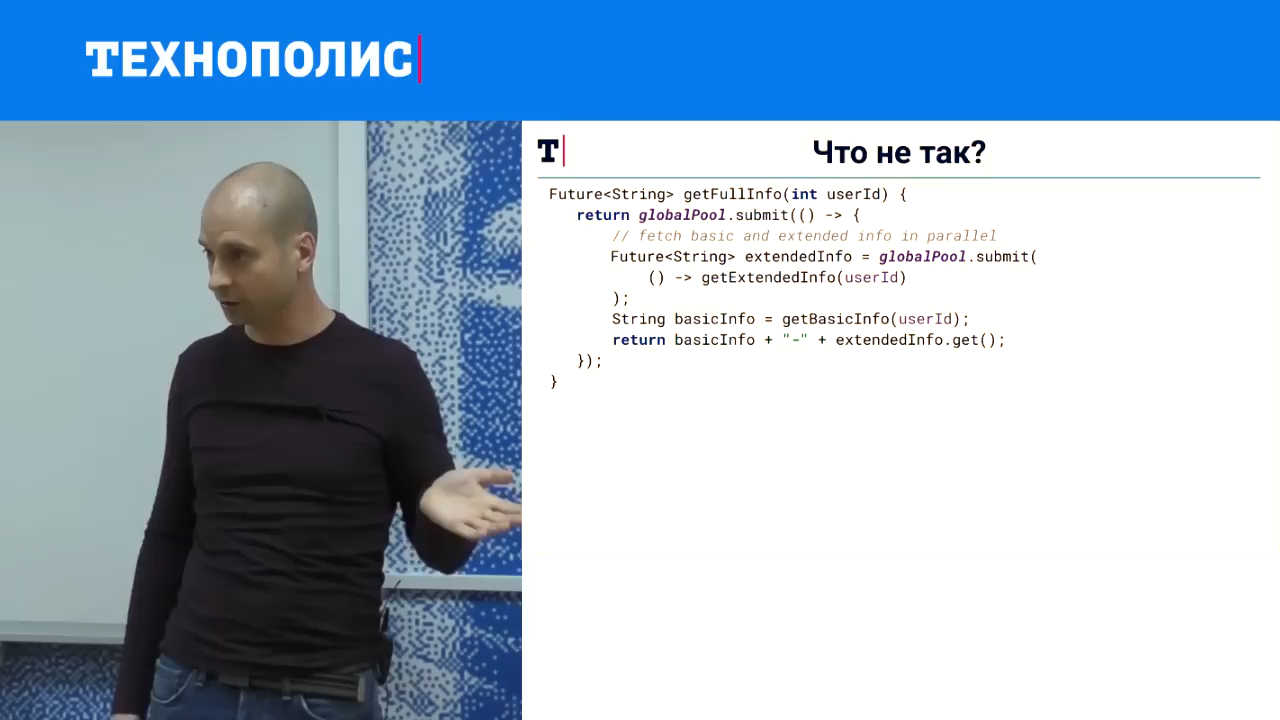 ТЕХНОПОЛИС
T
Что не так?
Future<String> getFullInfo(int userId) {
return globalPool.submit(() -> {
// fetch basic and extended info in parallel
Future<String> extendedInfo = globalPool.submit(
() -> getExtendedInfo(userId)
);
String basicInfo = getBasicInfo(userId);
return basicInfo + "-" + extendedInfo.get();
});
}